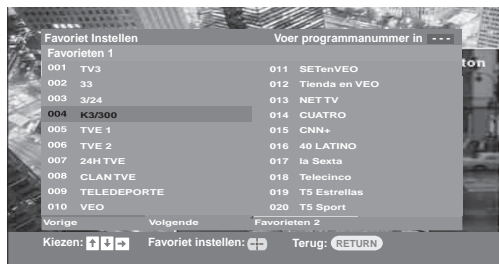 Favoriet Instellen Voer programmanummer in ---
Favorieten 1
001 TV3
002 33
003 3/24
004 K3/300
005 TVE 1
006 TVE 2
007 24H TVE
008 CLAN TVE
009 TELEDEPORTE
010 VEO
011 SETenVEO
012 Tienda en VEO
013 NET TV
014 CUATRO
015 CNN+
016 40 LATINO
017 la Sexta
018 Telecinco
019 T5 Estrellas
020 T5 Sport
Vorige Volgende Favorieten 2
Kiezen: ↑ ↓ → Favoriet instellen: Terug: RETURN
ton